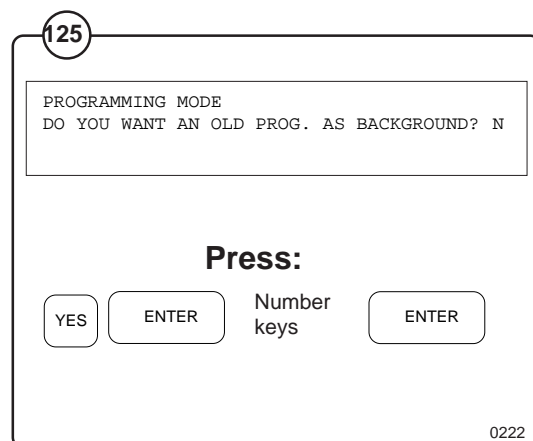 125
PROGRAMMING MODE
DO YOU WANT AN OLD PROG. AS BACKGROUND? N
Press:
YES ENTER Number keys ENTER
0222